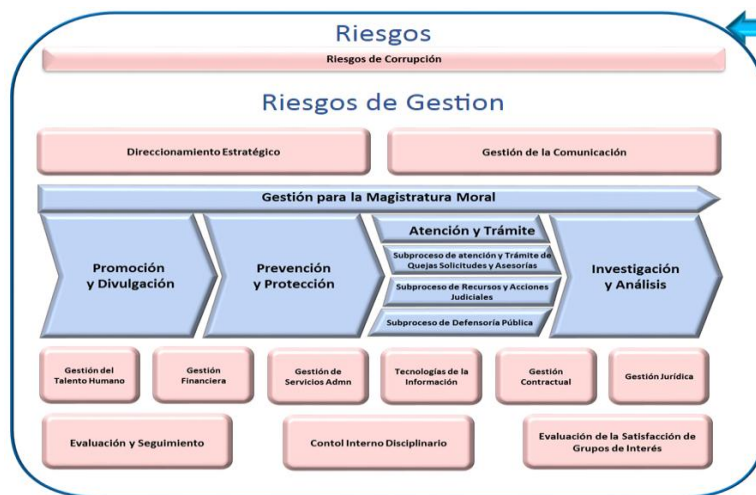 Riesgos
Riesgos de Corrupción
Riesgos de Gestion
Direccionamiento Estratégico
Gestión de la Comunicación
Gestión para la Magistratura Moral
Promoción
y Divulgación
Prevención
y Protección
Atención y Trámite
Subproceso de atención y Trámite de
Quejas Solicitudes y Asesorías
Subproceso de Recursos y Acciones
Judiciales
Subproceso de Defensoría Pública
Investigación
y Análisis
Gestión del
Talento Humano
Gestión
Financiera
Gestión de
Servicios Admn
Tecnologías de la
Información
Gestión
Contractual
Gestión Jurídica
Evaluación y Seguimiento
Contol Interno Disciplinario
Evaluación de la Satisfacción de
Grupos de Interés